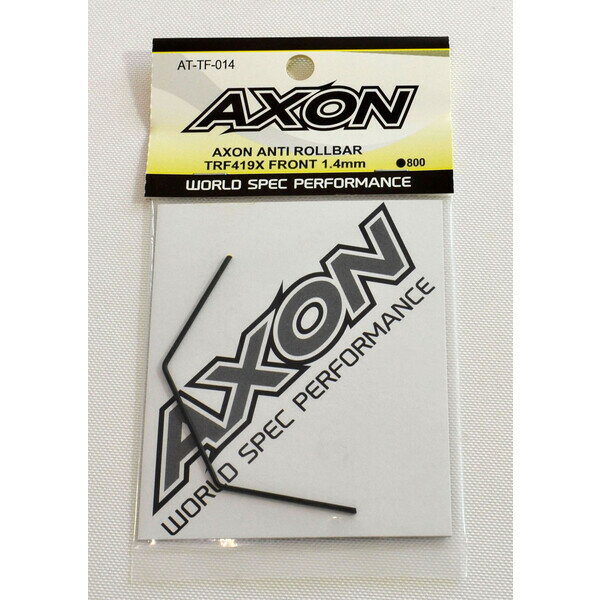 AT-TF-014
AXON
AXON ANTI ROLLBAR
TRF419X FRONT 1.4mm ●800
WORLD SPEC PERFORMANCE
AXON
WORLD SPEC PERFORMANCE